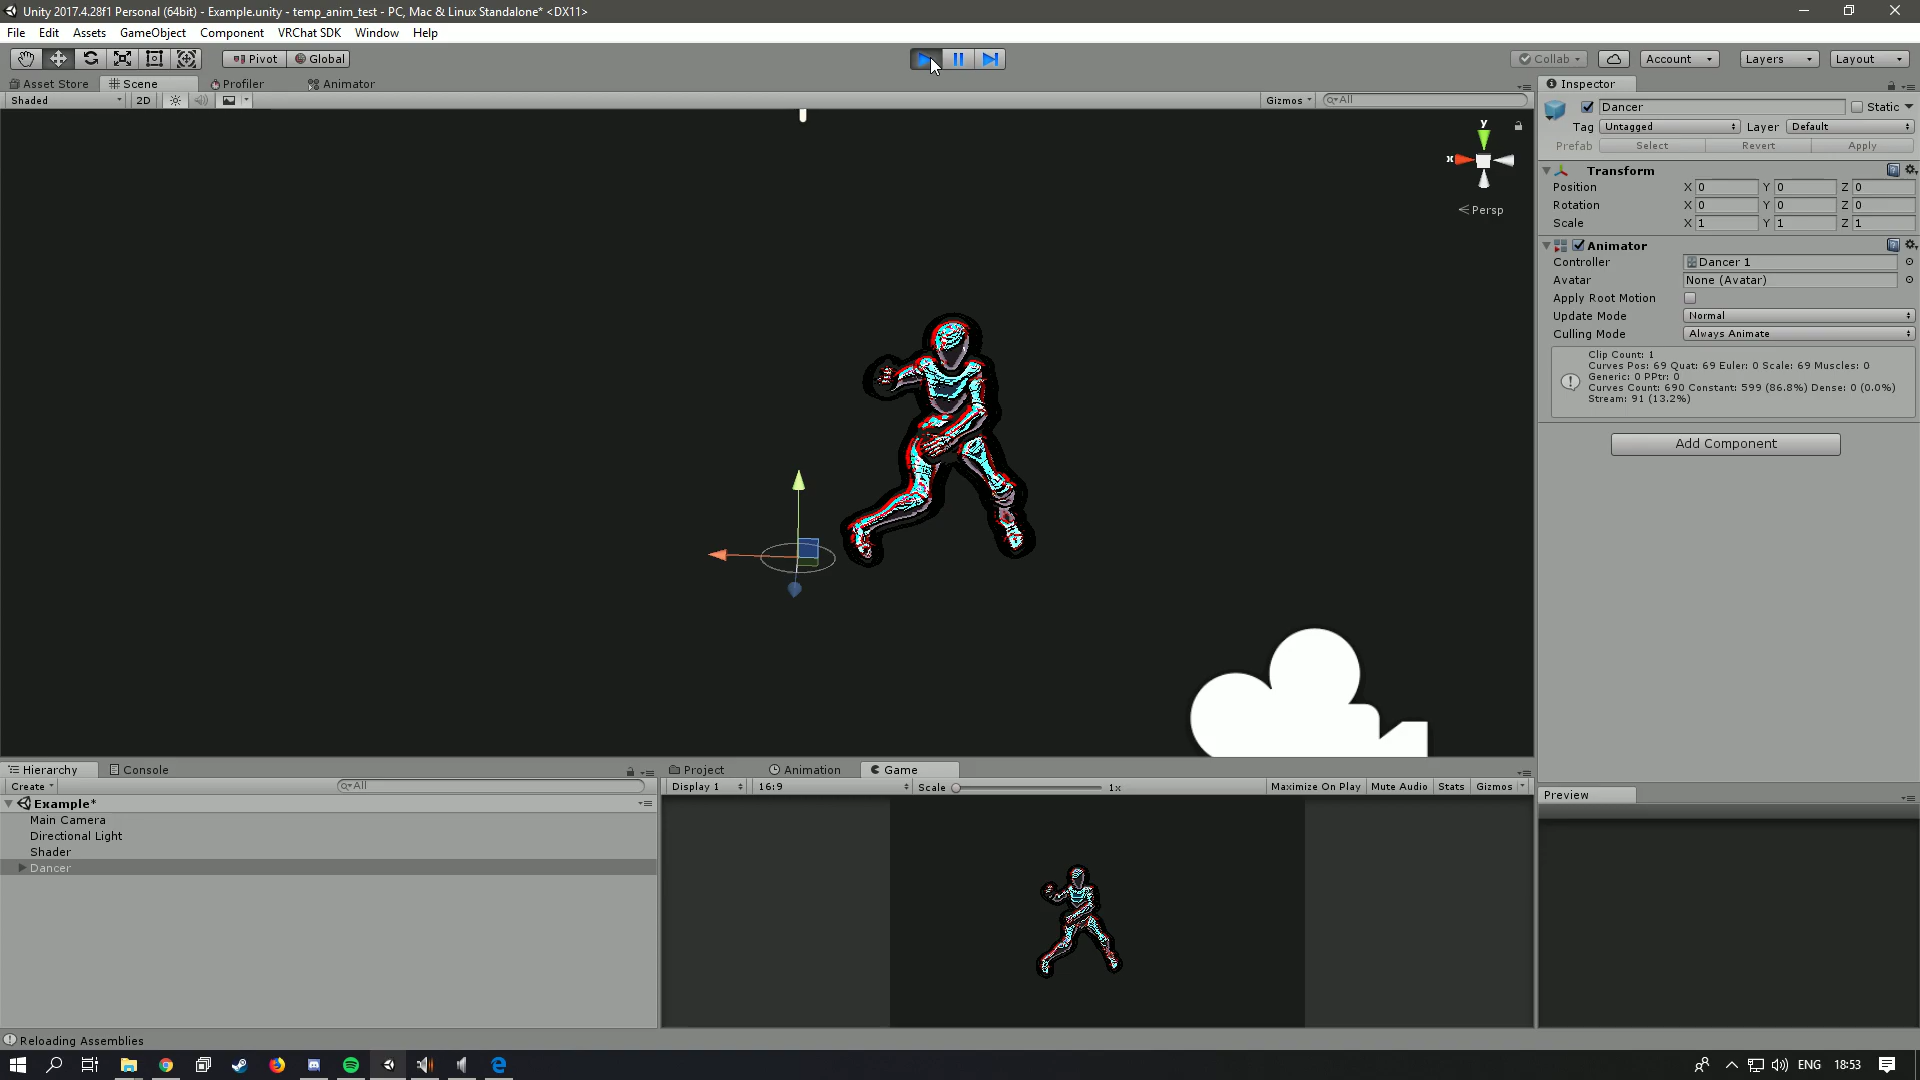 Unity 2017.4.28f1 Personal (64bit) - Example.unity - temp_anim_test - PC, Mac & Linux Standalone* <DX11>
File Edit Assets GameObject Component VRChat SDK Window Help
Pivot Global Collab Account Layers Layout
Asset Store Scene Profiler Animator
Shaded 2D Gizmos All
y
x
Persp
Inspector
Dancer Static
Tag Untagged Layer Default
Prefab Select Revert Apply
Transform
Position X 0 Y 0 Z 0
Rotation X 0 Y 0 Z 0
Scale X 1 Y 1 Z 1
Animator
Controller Dancer 1
Avatar None (Avatar)
Apply Root Motion
Update Mode Normal
Culling Mode Always Animate
Clip Count: 1
Curves Pos: 69 Quat: 69 Euler: 0 Scale: 69 Muscles: 0
Generic: 0 PPtr: 0
Curves Count: 690 Constant: 599 (86.8%) Dense: 0 (0.0%)
Stream: 91 (13.2%)
Add Component
Hierarchy Console
Create All
Example*
Main Camera
Directional Light
Shader
Dancer
Project Animation Game
Display 1 16:9 Scale 1x Maximize On Play Mute Audio Stats Gizmos
Preview
Reloading Assemblies
ENG 18:53